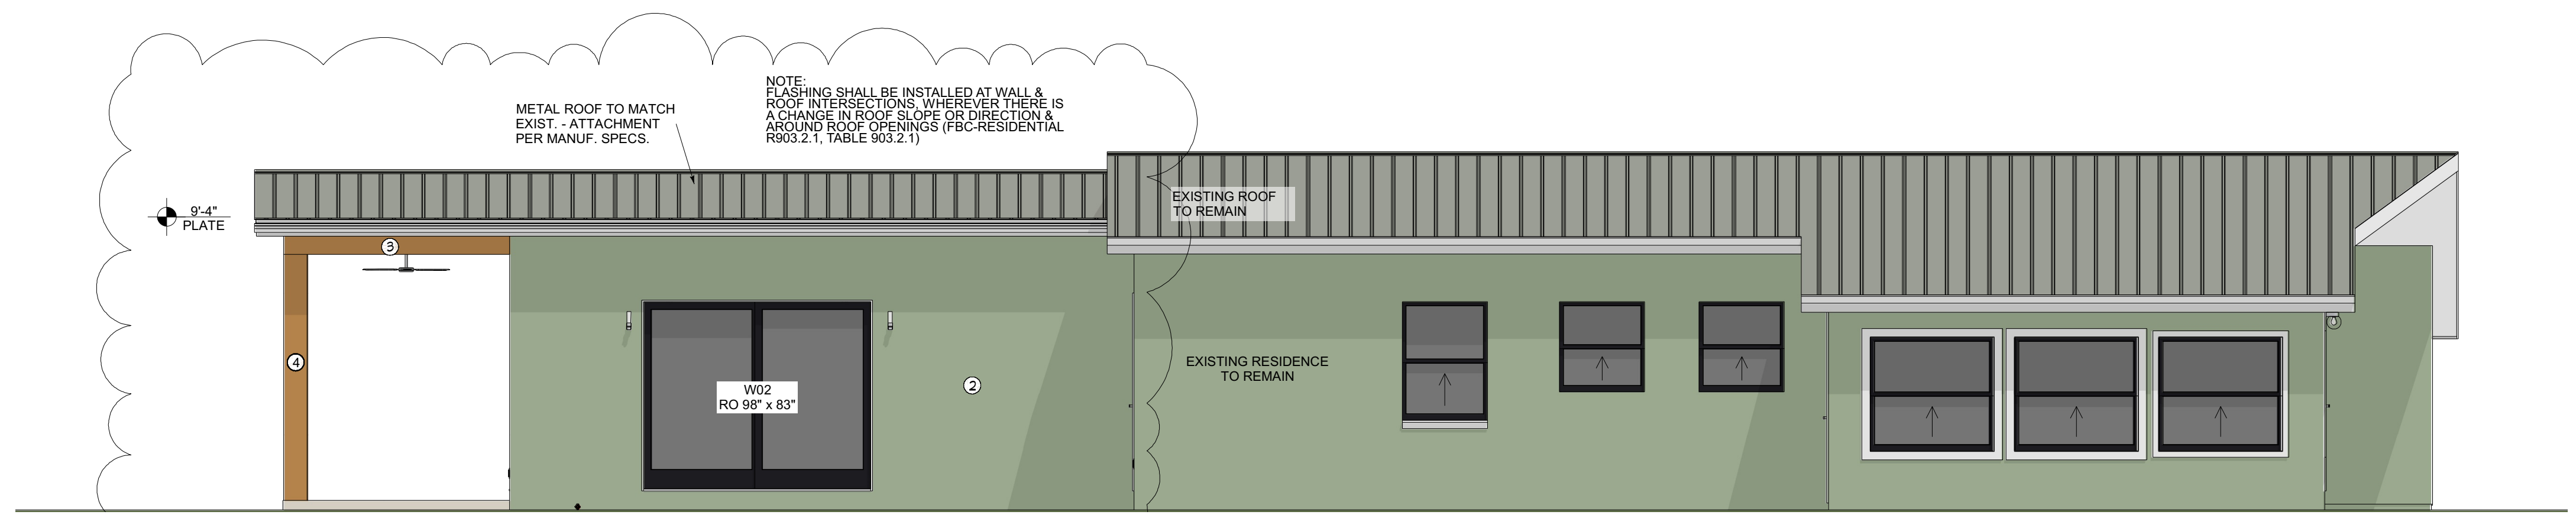 NOTE:
FLASHING SHALL BE INSTALLED AT WALL &
ROOF INTERSECTIONS, WHEREVER THERE IS
A CHANGE IN ROOF SLOPE OR DIRECTION &
AROUND ROOF OPENINGS (FBC-RESIDENTIAL
R903.2.1, TABLE 903.2.1)
METAL ROOF TO MATCH
EXIST. - ATTACHMENT
PER MANUF. SPECS.
EXISTING ROOF
TO REMAIN
9'-4"
PLATE
3
4
W02
RO 98" x 83"
2
EXISTING RESIDENCE
TO REMAIN